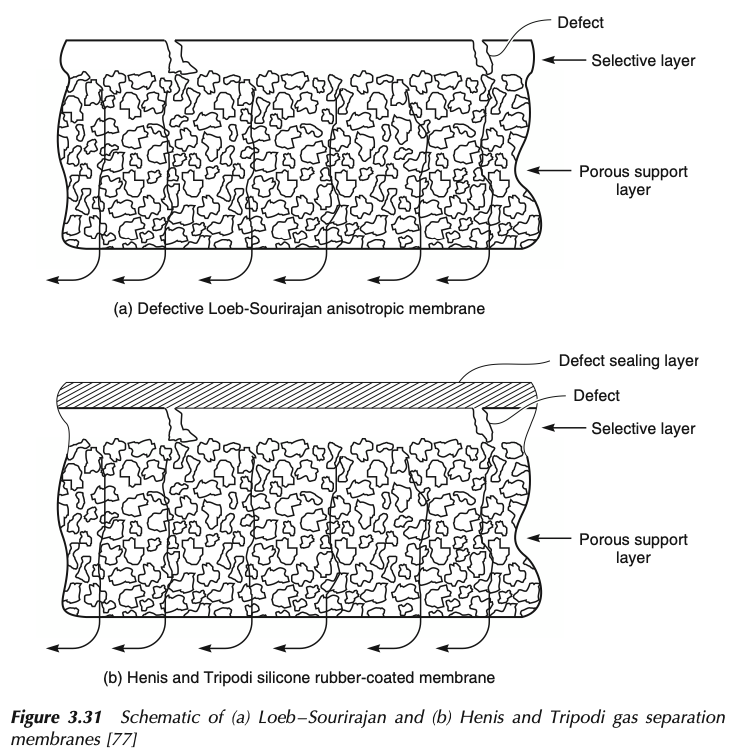 Defect
Selective layer
Porous support
layer
(a) Defective Loeb-Sourirajan anisotropic membrane
Defect sealing layer
Defect
Selective layer
Porous support
layer
(b) Henis and Tripodi silicone rubber-coated membrane
Figure 3.31 Schematic of (a) Loeb–Sourirajan and (b) Henis and Tripodi gas separation
membranes [77]